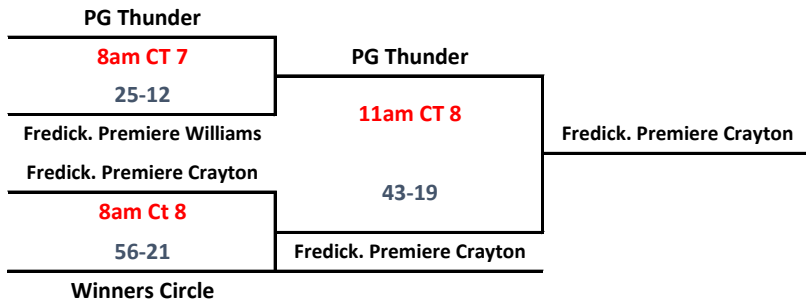 PG Thunder
8am CT 7
25-12
Fredick. Premiere Williams
Fredick. Premiere Crayton
8am Ct 8
56-21
Winners Circle
PG Thunder
11am CT 8
43-19
Fredick. Premiere Crayton
Fredick. Premiere Crayton